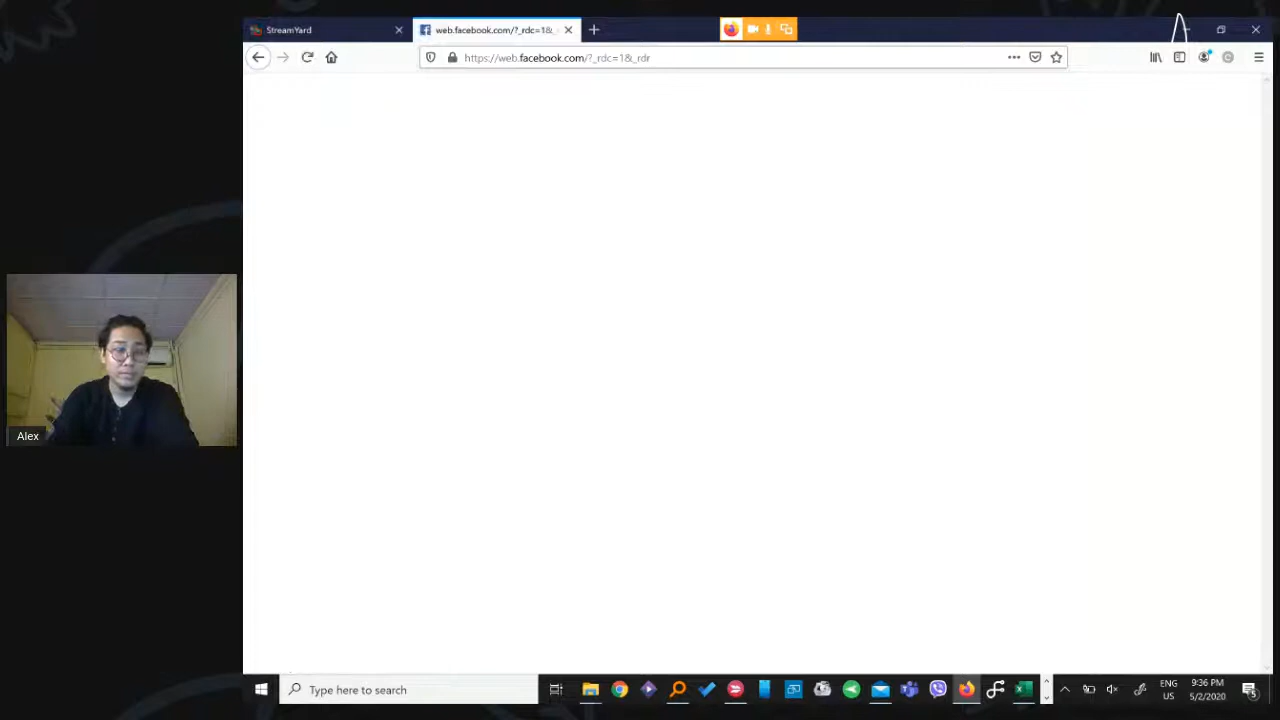 StreamYard
web.facebook.com/?_rdc=1&_
https://web.facebook.com/?_rdc=1&_rdr
Alex
Type here to search
ENG
US
9:36 PM
5/2/2020
5